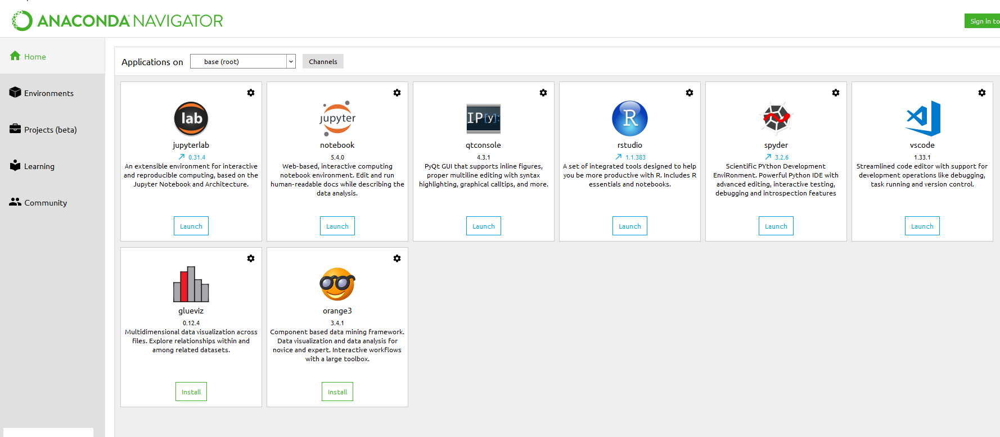 ANACONDA NAVIGATOR
Sign in to
Home
Environments
Projects (beta)
Learning
Community
Applications on base (root) Channels
lab
jupyterlab
0.31.4
An extensible environment for interactive
and reproducible computing, based on the
Jupyter Notebook and Architecture.
Launch
jupyter
notebook
5.4.0
Web-based, interactive computing
notebook environment. Edit and run
human-readable docs while describing the
data analysis.
Launch
IP[y]:
qtconsole
4.3.1
PyQt GUI that supports inline figures,
proper multiline editing with syntax
highlighting, graphical calltips, and more.
Launch
R
rstudio
1.1.383
A set of integrated tools designed to help
you be more productive with R. Includes R
essentials and notebooks.
Launch
spyder
3.2.6
Scientific PYthon Development
EnviRonment. Powerful Python IDE with
advanced editing, interactive testing,
debugging and introspection features
Launch
vscode
1.33.1
Streamlined code editor with support for
development operations like debugging,
task running and version control.
Launch
glueviz
0.12.4
Multidimensional data visualization across
files. Explore relationships within and
among related datasets.
Install
orange3
3.4.1
Component based data mining framework.
Data visualization and data analysis for
novice and expert. Interactive workflows
with a large toolbox.
Install